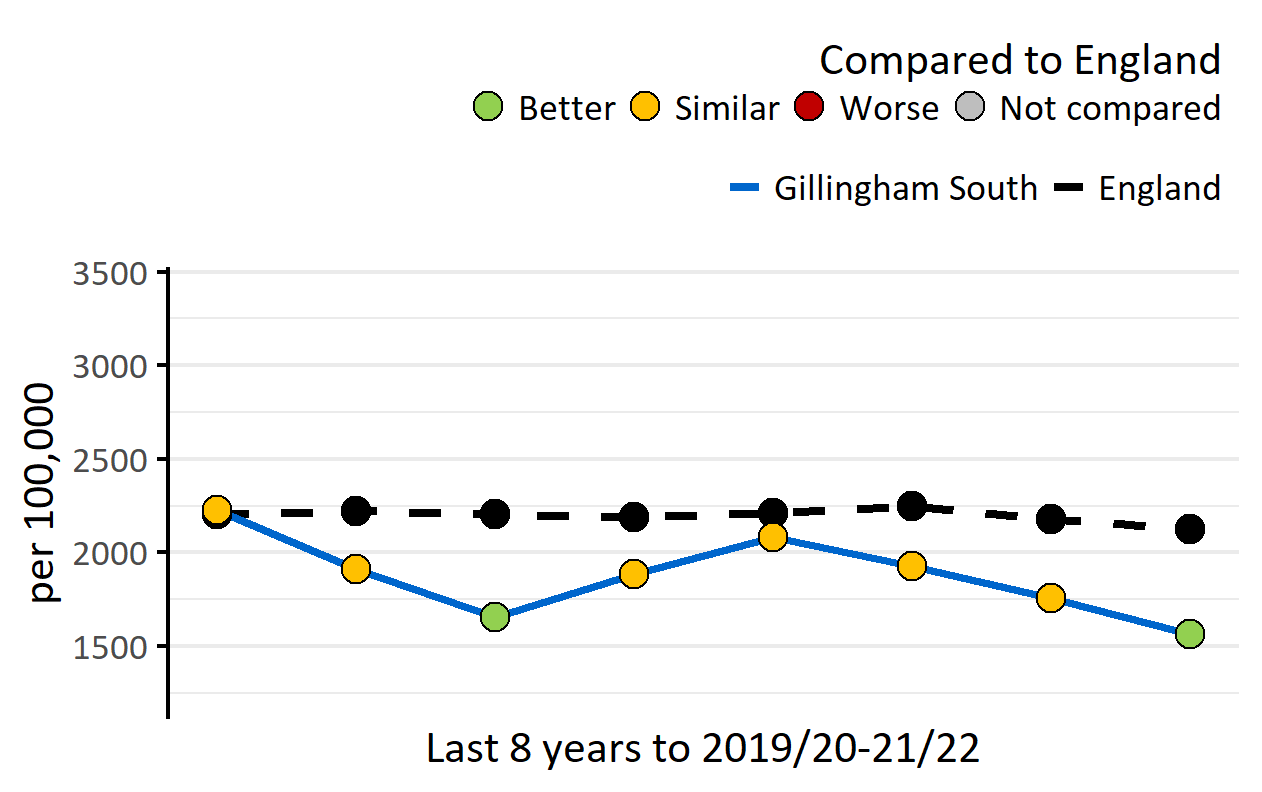 Compared to England
Better Similar Worse Not compared
Gillingham South England
3500
3000
2500
2000
1500
per 100,000
Last 8 years to 2019/20-21/22